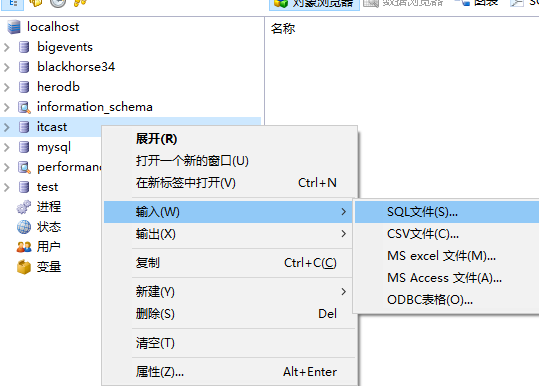 对象浏览器 数据浏览器 图表
localhost
名称
bigevents
blackhorse34
herodb
information_schema
itcast
mysql
performanc
test
进程
状态
用户
变量
展开(R)
打开一个新的窗口(U)
在新标签中打开(V) Ctrl+N
输入(W)
输出(X)
复制 Ctrl+C(C)
新建(Y)
删除(S) Del
清空(T)
属性(Z)... Alt+Enter
SQL文件(S)...
CSV文件(C)...
MS excel 文件(M)...
MS Access 文件(A)...
ODBC表格(O)...